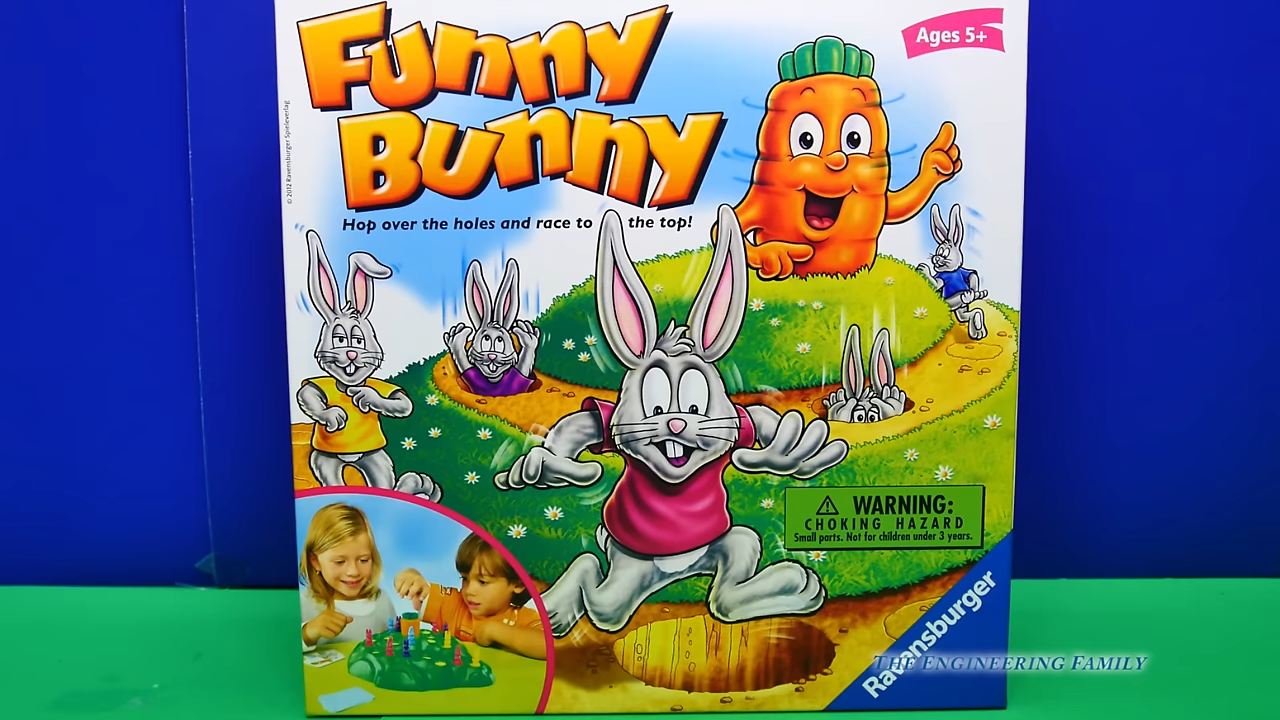 Funny
Bunny
Hop over the holes and race to the top!
Ages 5+
© 2012 Ravensburger Spieleverlag
WARNING:
CHOKING HAZARD
Small parts. Not for children under 3 years.
Ravensburger
THE ENGINEERING FAMILY